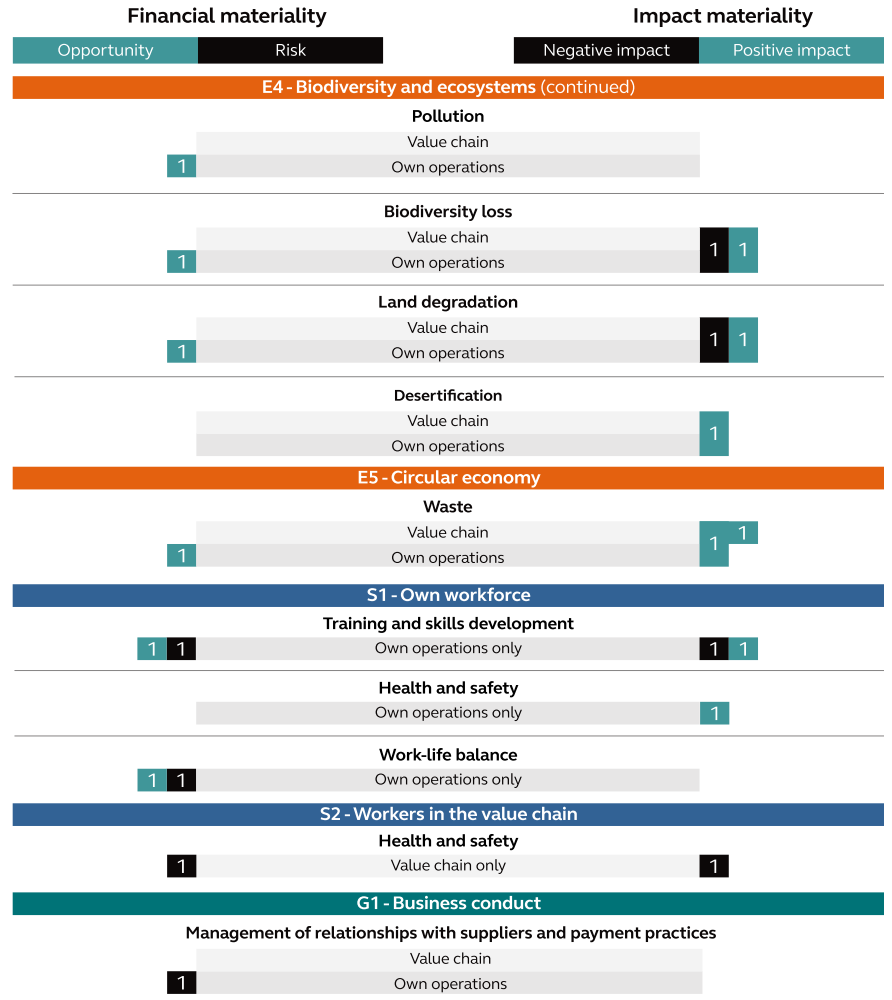 Financial materiality Impact materiality
Opportunity Risk Negative impact Positive impact
E4 - Biodiversity and ecosystems (continued)
Pollution
Value chain
1 Own operations
Biodiversity loss
Value chain
1 1
1 Own operations
Land degradation
Value chain
1 1
1 Own operations
Desertification
Value chain
1
Own operations
E5 - Circular economy
Waste
Value chain 1
1
1 Own operations
S1 - Own workforce
Training and skills development
1 1 Own operations only 1 1
Health and safety
Own operations only 1
Work-life balance
1 1 Own operations only
S2 - Workers in the value chain
Health and safety
1 Value chain only 1
G1 - Business conduct
Management of relationships with suppliers and payment practices
Value chain
1 Own operations